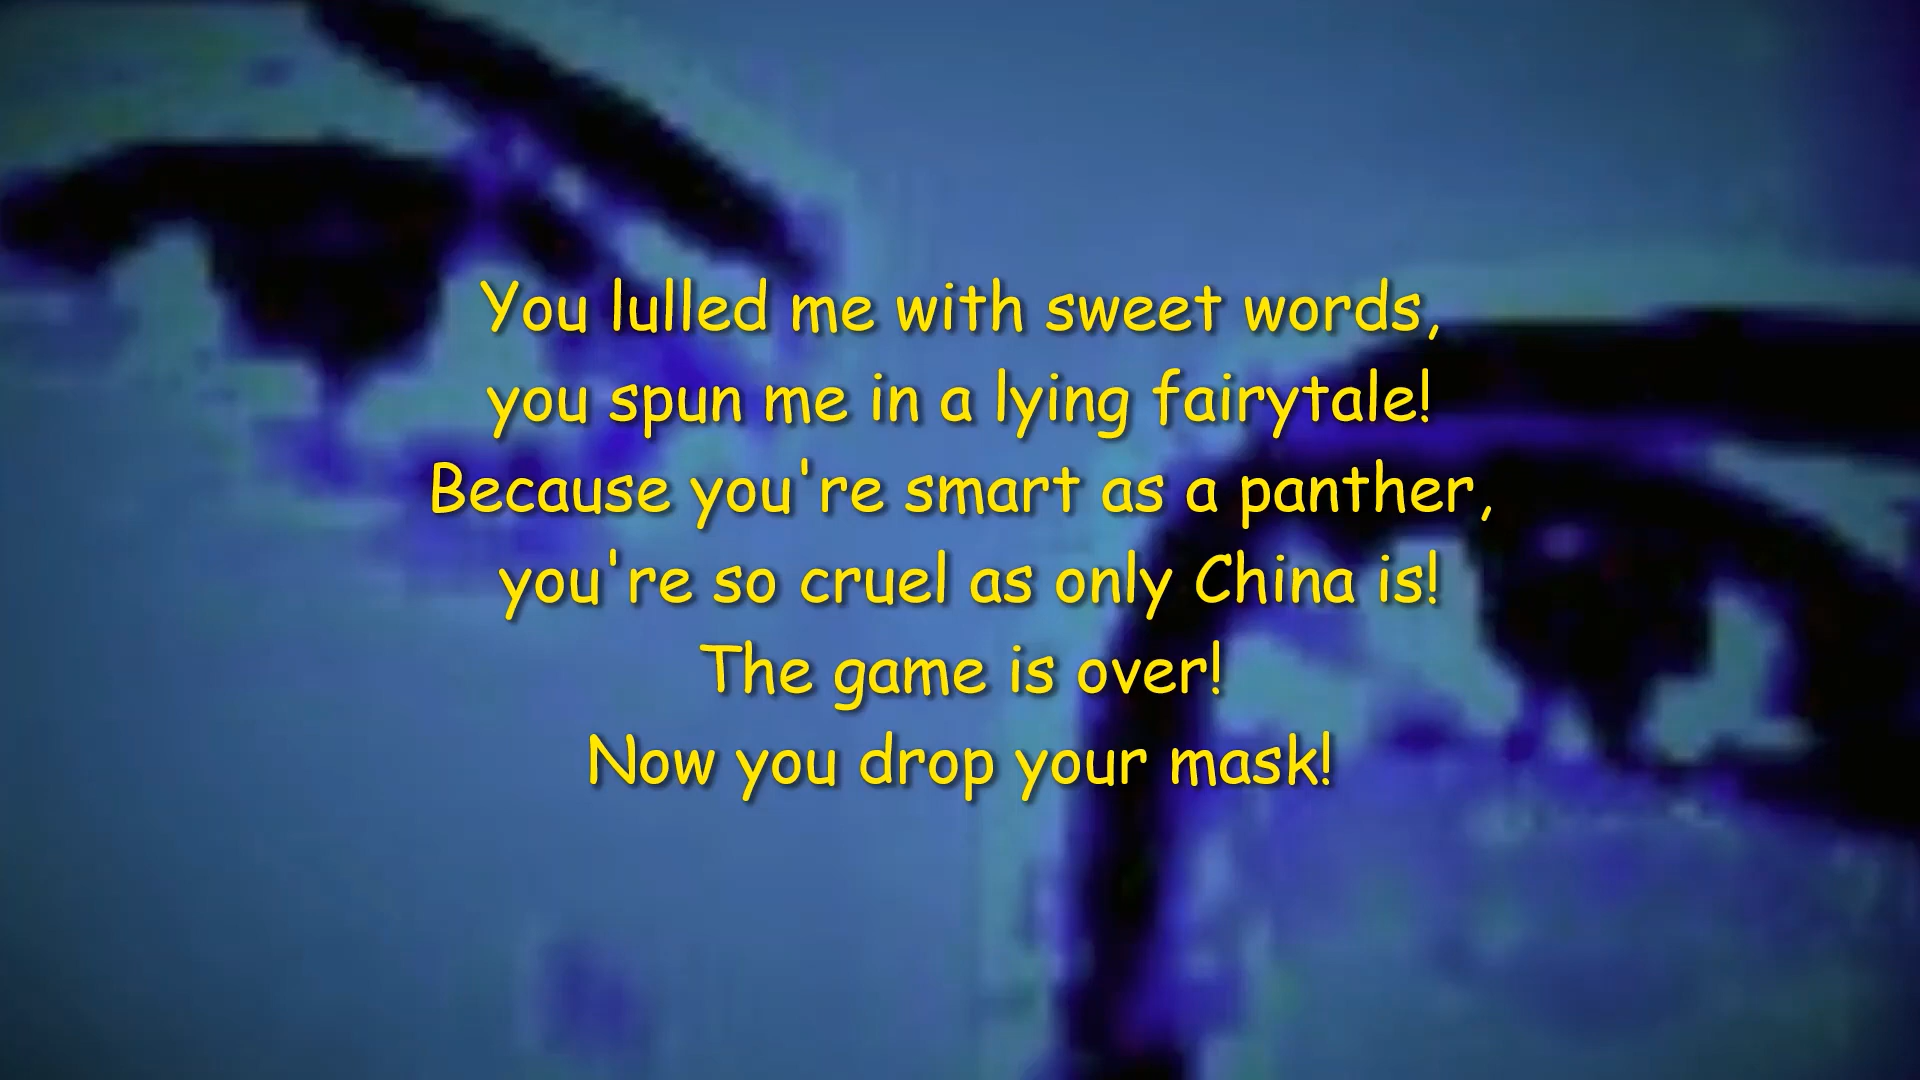 You lulled me with sweet words,
you spun me in a lying fairytale!
Because you're smart as a panther,
you're so cruel as only China is!
The game is over!
Now you drop your mask!